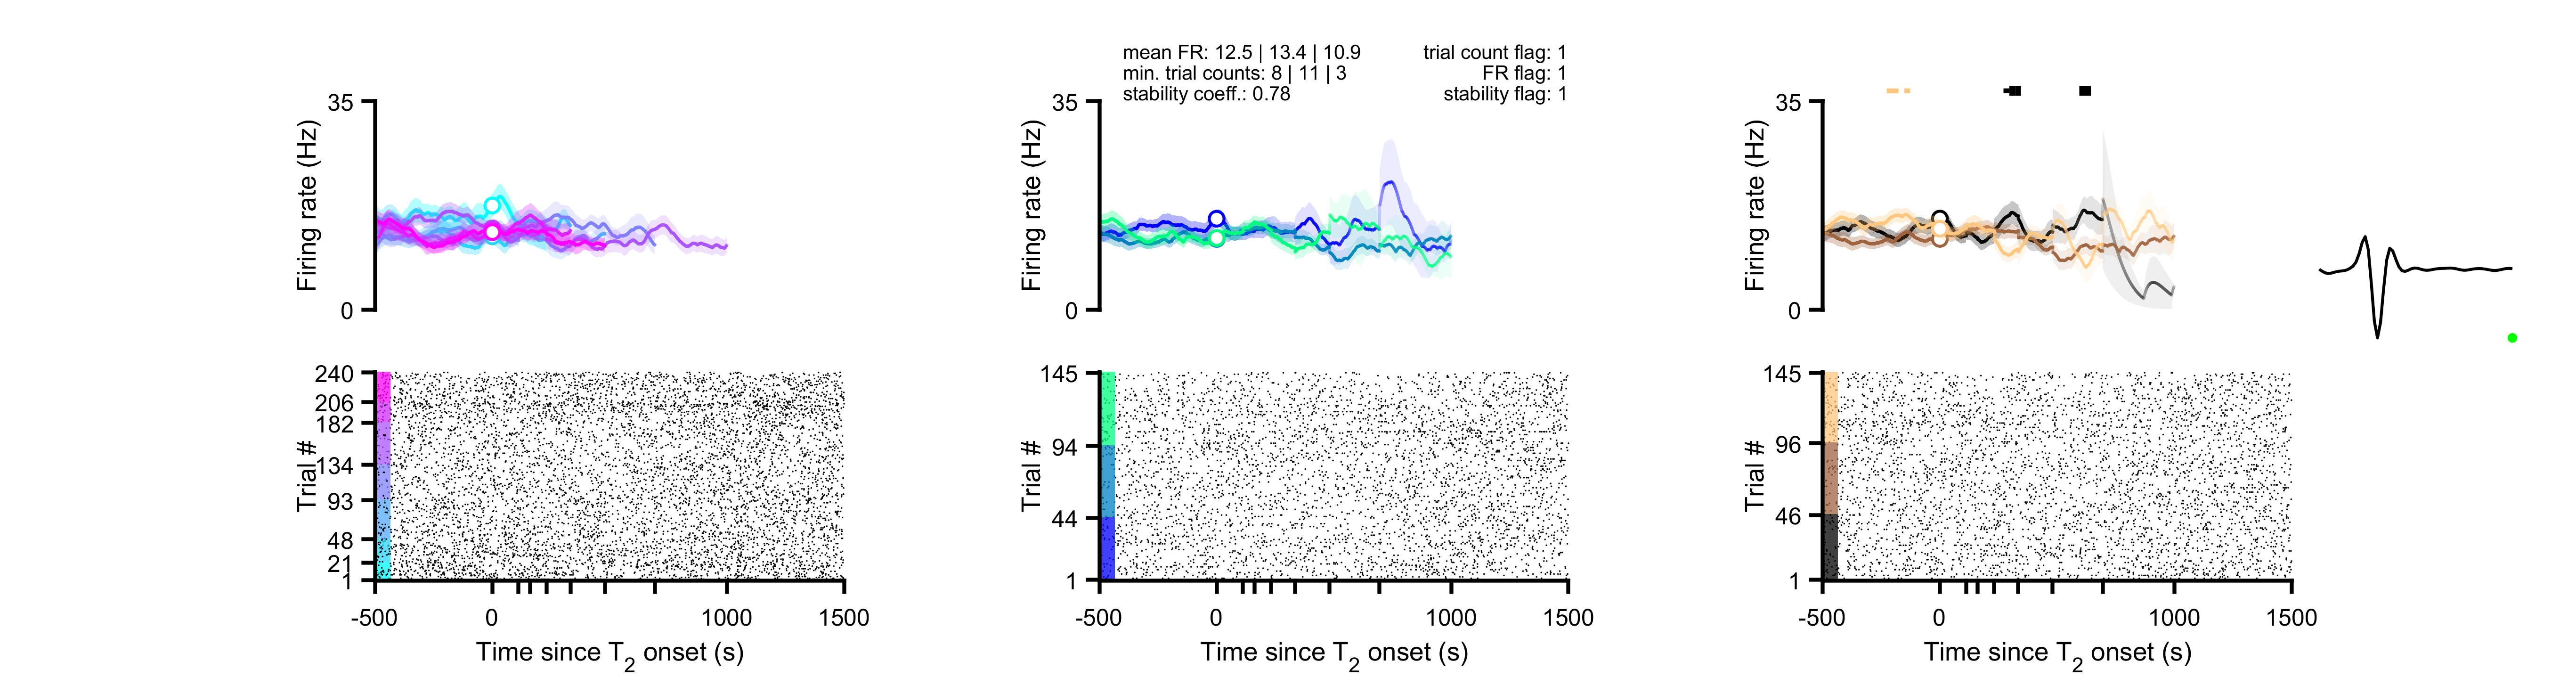 mean FR: 12.5 | 13.4 | 10.9
min. trial counts: 8 | 11 | 3
stability coeff.: 0.78
trial count flag: 1
FR flag: 1
stability flag: 1
35
Firing rate (Hz)
0
240
206
182
134
93
48
21
1
Trial #
-500
0
1000
1500
Time since T2 onset (s)
35
Firing rate (Hz)
0
145
94
44
1
Trial #
-500
0
1000
1500
Time since T2 onset (s)
35
Firing rate (Hz)
0
145
96
46
1
Trial #
-500
0
1000
1500
Time since T2 onset (s)